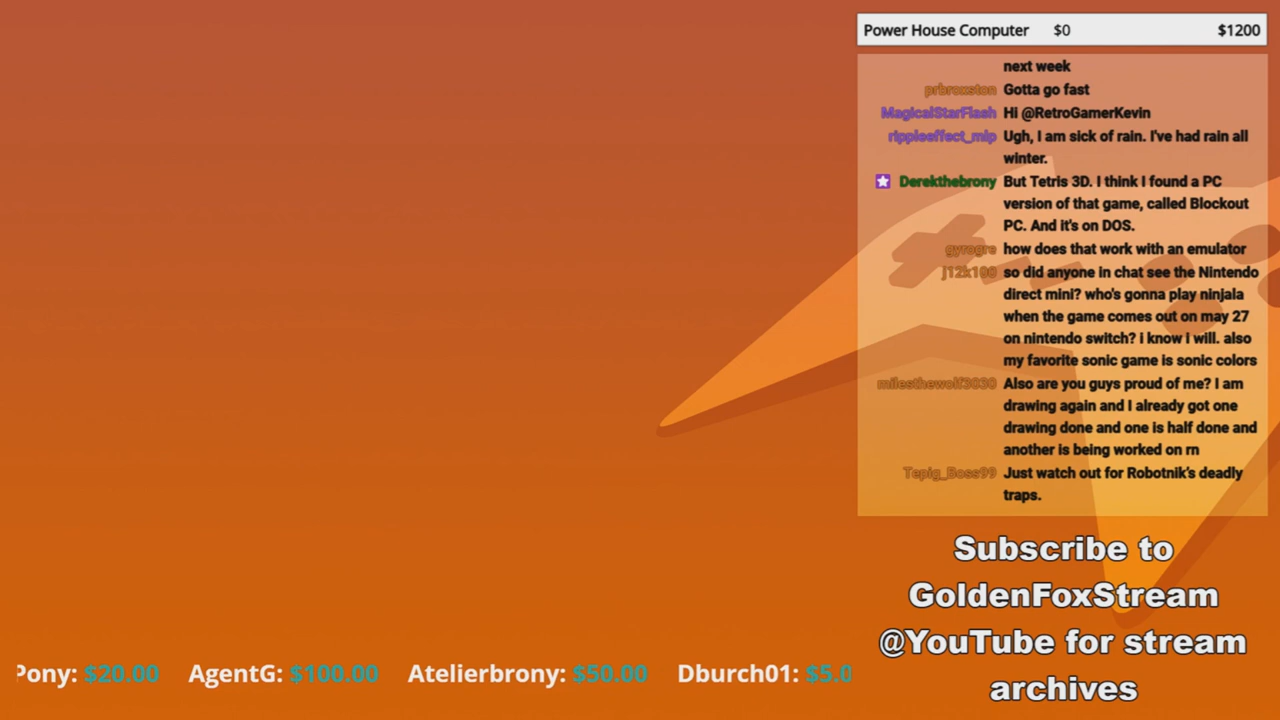 Power House Computer $0 $1200
next week
prbroxston Gotta go fast
MagicalStarFlash Hi @RetroGamerKevin
rippleeffect_mlp Ugh, I am sick of rain. I've had rain all
winter.
Derekthebrony But Tetris 3D. I think I found a PC
version of that game, called Blockout
PC. And it's on DOS.
gyrogre how does that work with an emulator
j12k100 so did anyone in chat see the Nintendo
direct mini? who's gonna play ninjala
when the game comes out on may 27
on nintendo switch? i know i will. also
my favorite sonic game is sonic colors
milesthewolf3030 Also are you guys proud of me? I am
drawing again and I already got one
drawing done and one is half done and
another is being worked on rn
Tepig_Boss99 Just watch out for Robotnik's deadly
traps.
Subscribe to
GoldenFoxStream
@YouTube for stream
archives
Pony: $20.00 AgentG: $100.00 Atelierbrony: $50.00 Dburch01: $5.0